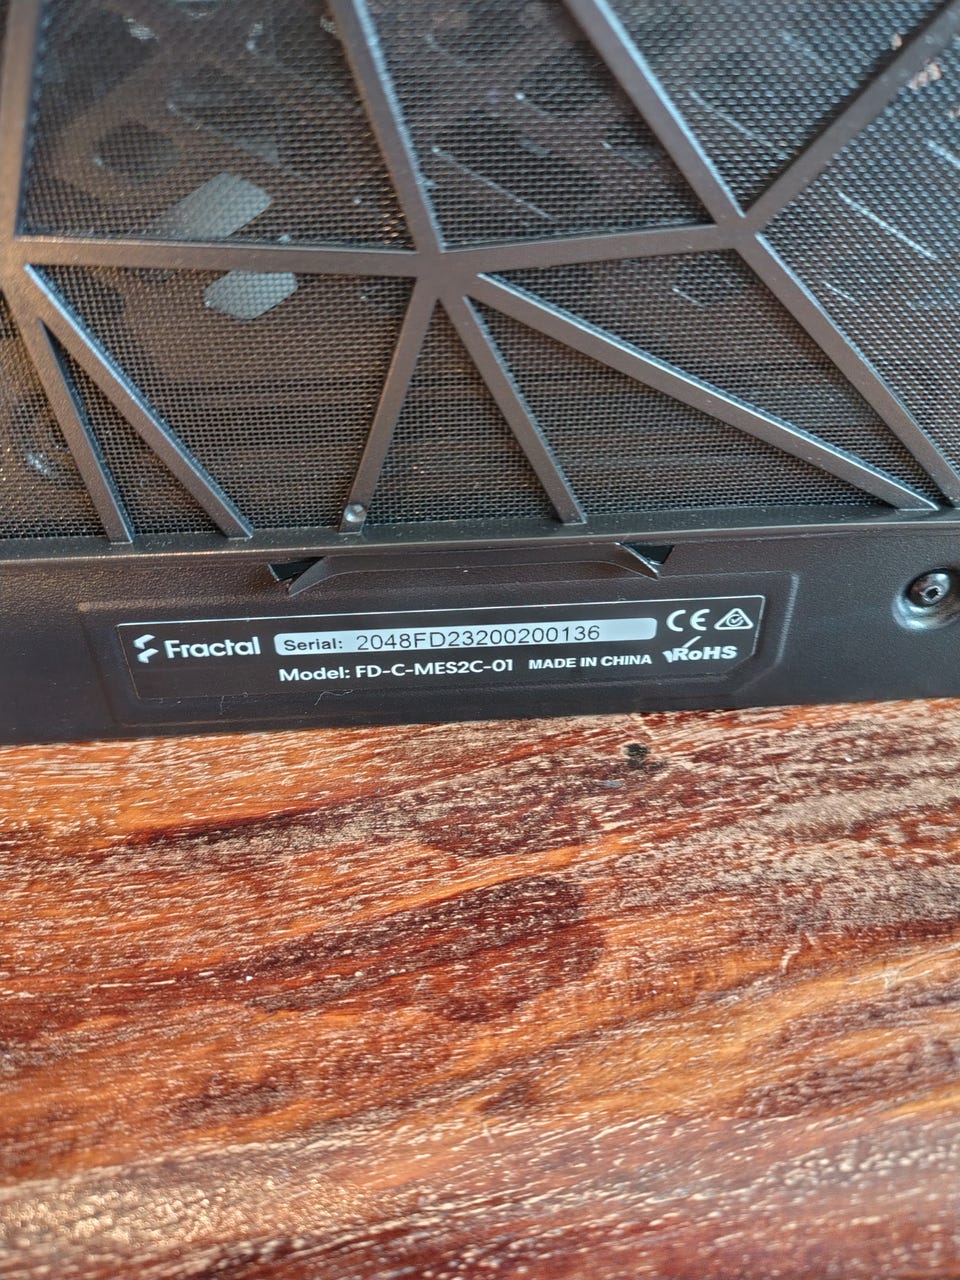 Fractal
Serial: 2048FD23200200136
Model: FD-C-MES2C-01 MADE IN CHINA
CE
RoHS